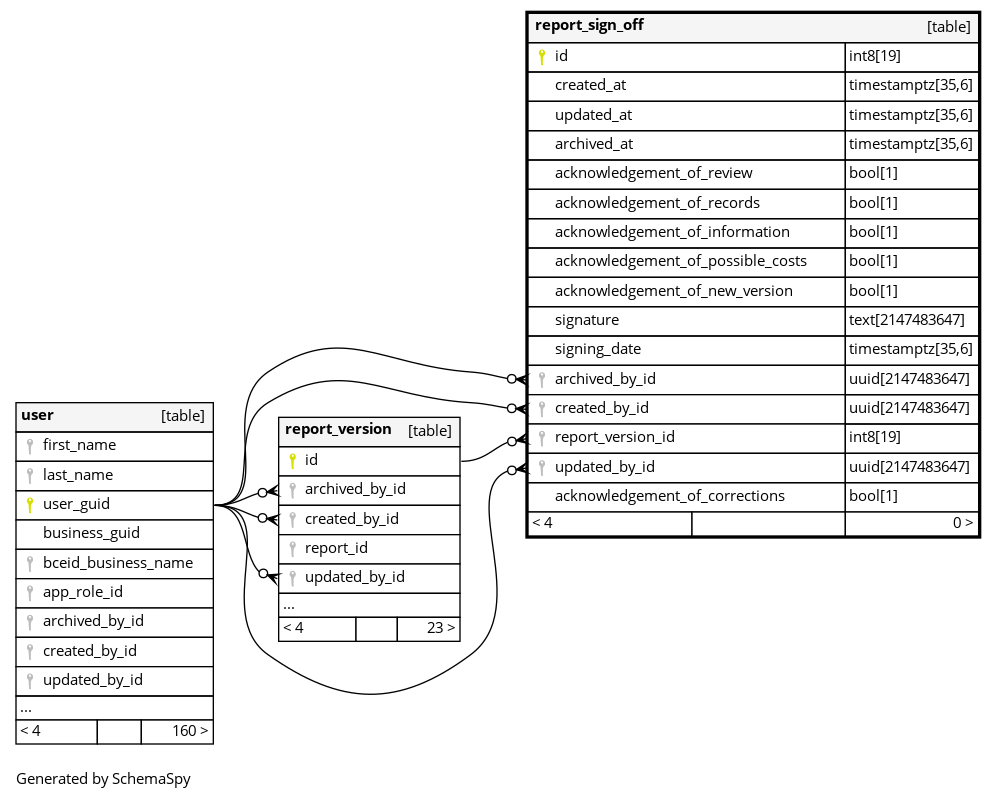 report_sign_off [table]
id int8[19]
created_at timestamptz[35,6]
updated_at timestamptz[35,6]
archived_at timestamptz[35,6]
acknowledgement_of_review bool[1]
acknowledgement_of_records bool[1]
acknowledgement_of_information bool[1]
acknowledgement_of_possible_costs bool[1]
acknowledgement_of_new_version bool[1]
signature text[2147483647]
signing_date timestamptz[35,6]
archived_by_id uuid[2147483647]
created_by_id uuid[2147483647]
report_version_id int8[19]
updated_by_id uuid[2147483647]
acknowledgement_of_corrections bool[1]
< 4 0 >
user [table]
first_name
last_name
user_guid
business_guid
bceid_business_name
app_role_id
archived_by_id
created_by_id
updated_by_id
...
< 4 160 >
report_version [table]
id
archived_by_id
created_by_id
report_id
updated_by_id
...
< 4 23 >
Generated by SchemaSpy